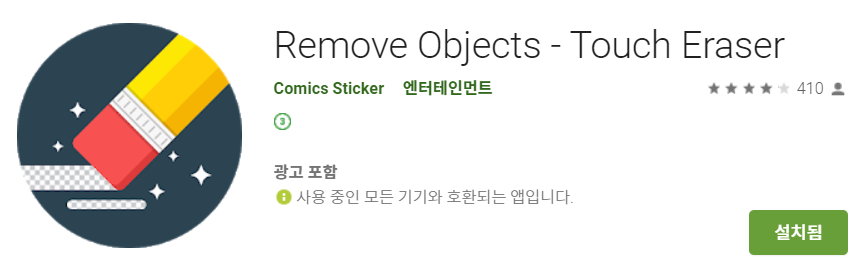 Remove Objects - Touch Eraser
Comics Sticker 엔터테인먼트 410
3
광고 포함
사용 중인 모든 기기와 호환되는 앱입니다.
설치됨